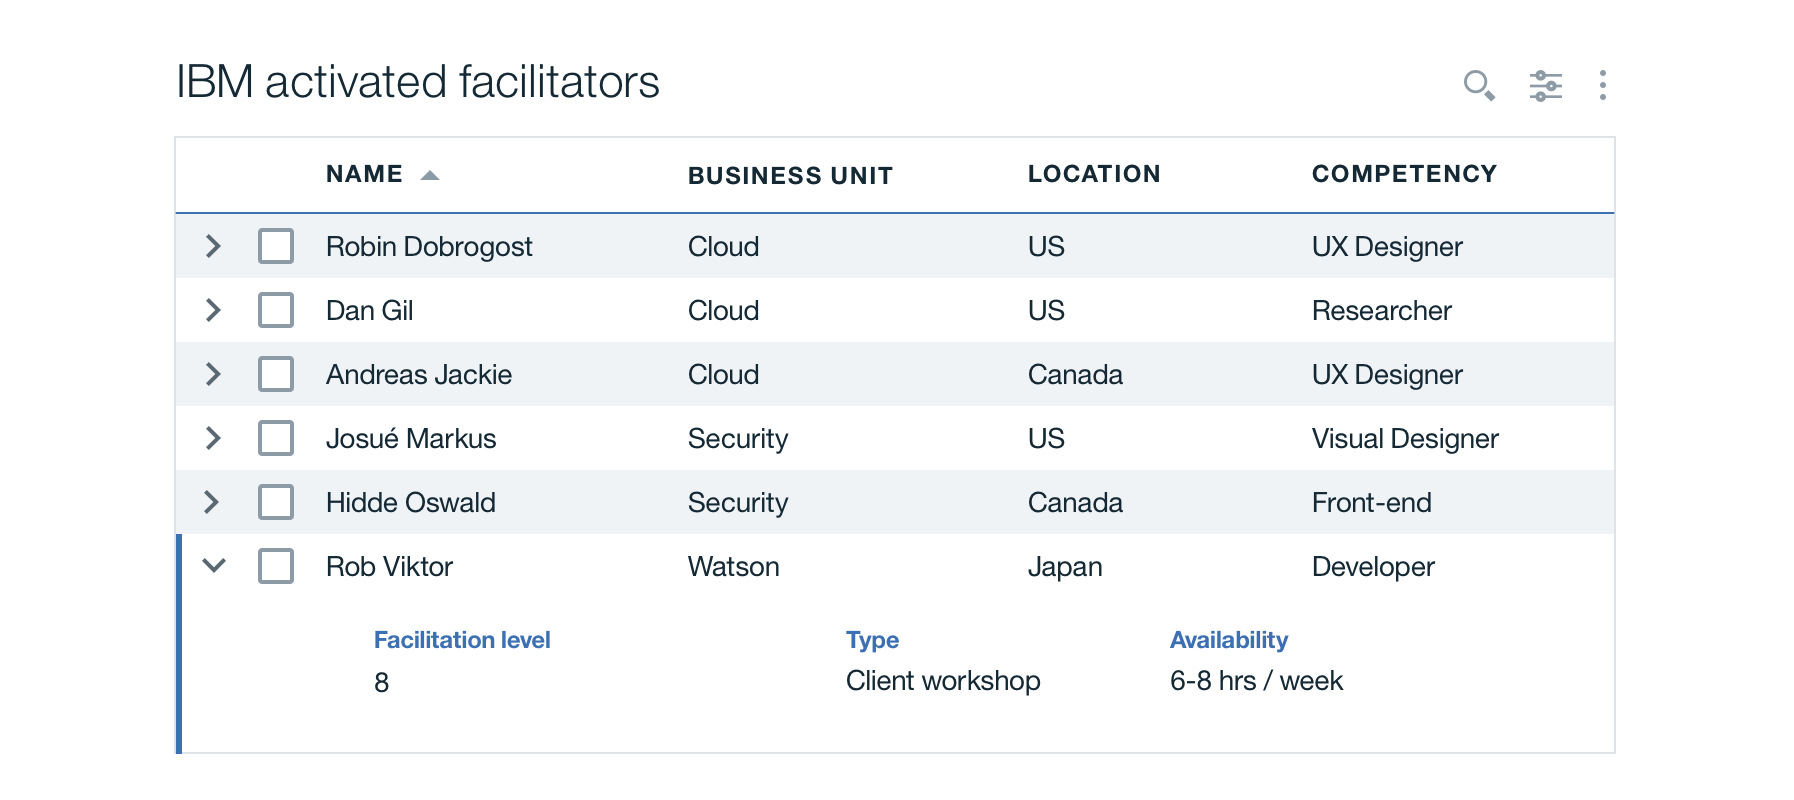 IBM activated facilitators
NAME BUSINESS UNIT LOCATION COMPETENCY
Robin Dobrogost Cloud US UX Designer
Dan Gil Cloud US Researcher
Andreas Jackie Cloud Canada UX Designer
Josué Markus Security US Visual Designer
Hidde Oswald Security Canada Front-end
Rob Viktor Watson Japan Developer
Facilitation level Type Availability
8 Client workshop 6-8 hrs / week